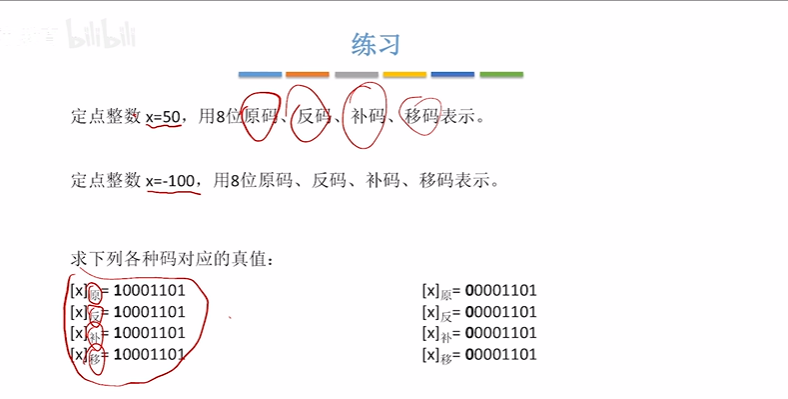 bilibili
练习
定点整数 x=50，用8位原码、反码、补码、移码表示。
定点整数 x=-100，用8位原码、反码、补码、移码表示。
求下列各种码对应的真值：
[x]原= 10001101
[x]反= 10001101
[x]补= 10001101
[x]移= 10001101
[x]原= 00001101
[x]反= 00001101
[x]补= 00001101
[x]移= 00001101